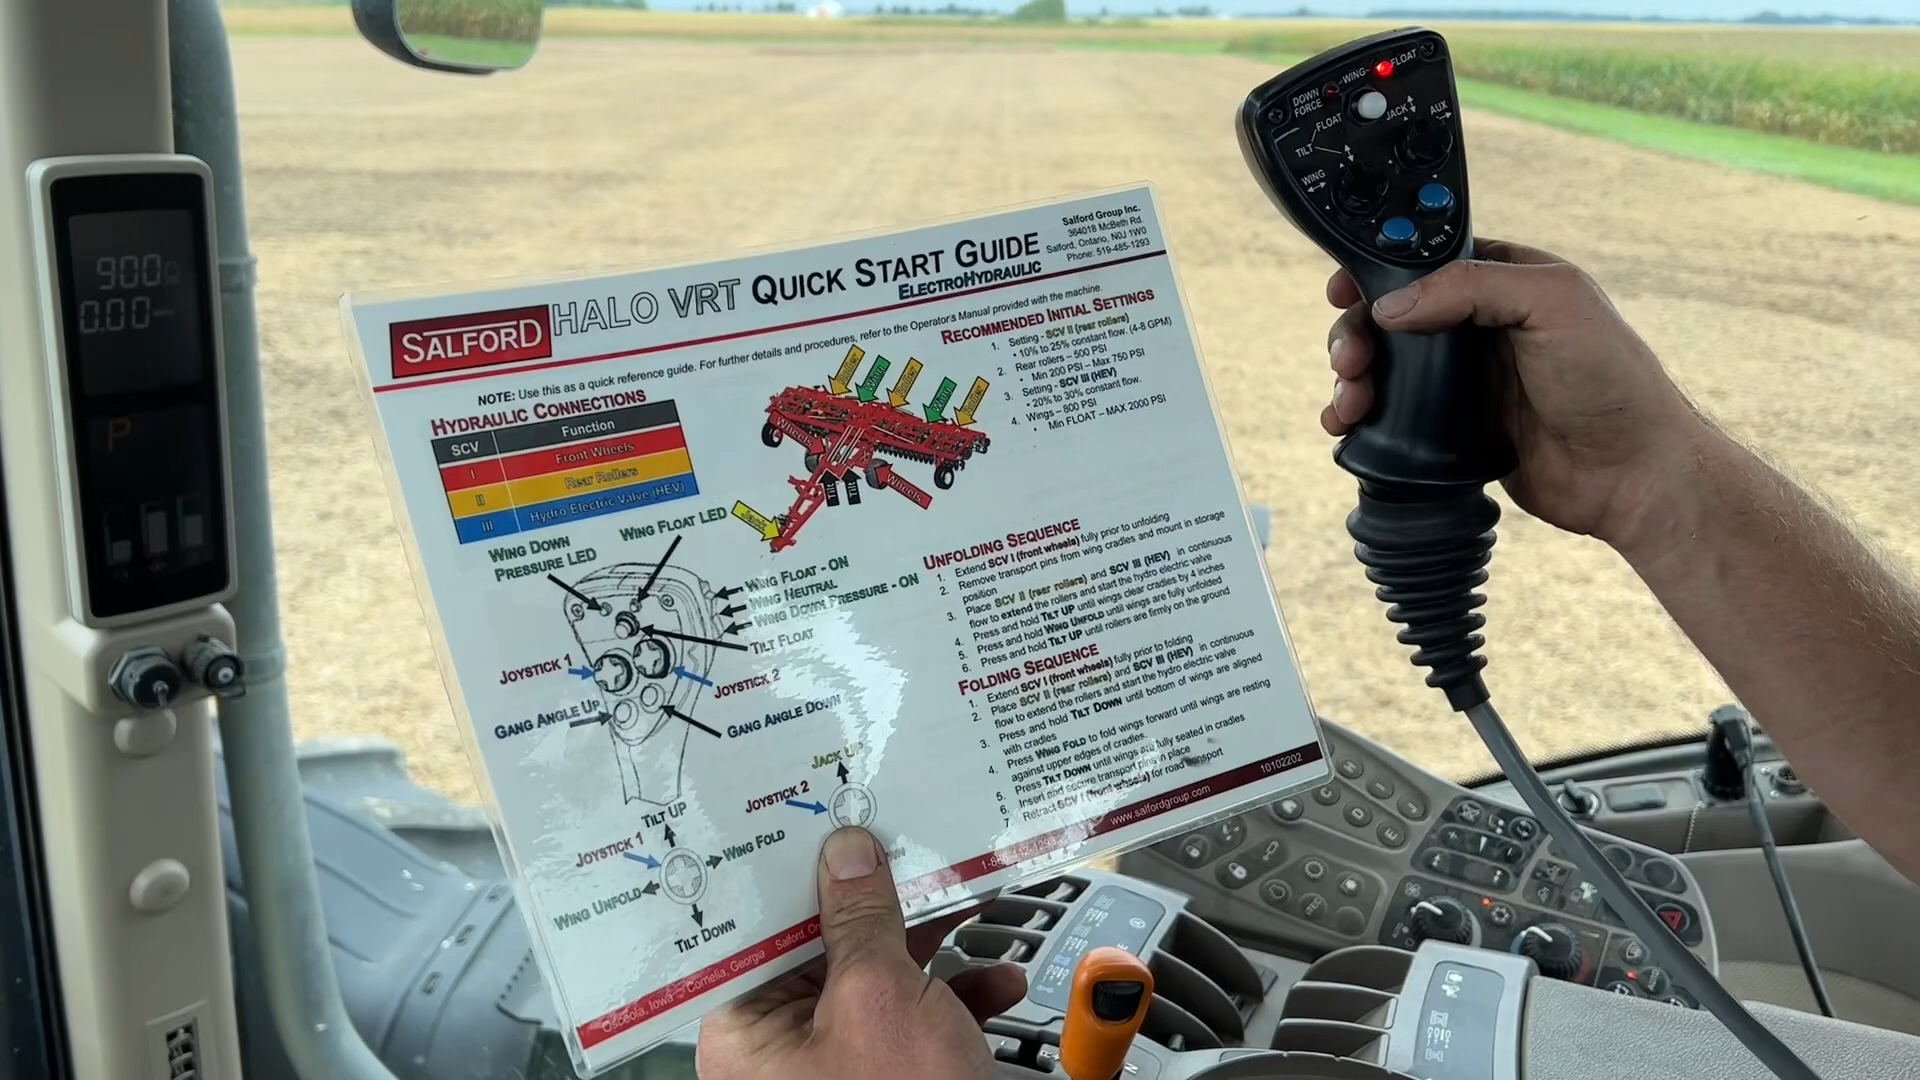 900
0.00
P
SALFORD
HALO VRT QUICK START GUIDE
ELECTROHYDRAULIC
Salford Group Inc.
364018 McBeth Rd.
Salford, Ontario, N0J 1W0
Phone: 519-485-1293
NOTE: Use this as a quick reference guide. For further details and procedures, refer to the Operator's Manual provided with the machine.
HYDRAULIC CONNECTIONS
SCV Function
I Front Wheels
II Rear Rollers
III Hydro Electric Valve (HEV)
Roller
Wing
Roller
Wing
Roller
Wheels
Wheels
Tilt
Tilt
Jack
RECOMMENDED INITIAL SETTINGS
1. Setting - SCV II (rear rollers)
• 10% to 25% constant flow. (4-8 GPM)
2. Rear rollers – 500 PSI
• Min 200 PSI – Max 750 PSI
3. Setting - SCV III (HEV)
• 20% to 30% constant flow.
4. Wings – 800 PSI
• Min FLOAT – MAX 2000 PSI
WING DOWN
PRESSURE LED
WING FLOAT LED
WING FLOAT - ON
WING NEUTRAL
WING DOWN PRESSURE - ON
TILT FLOAT
JOYSTICK 1
JOYSTICK 2
GANG ANGLE UP
GANG ANGLE DOWN
JACK UP
JOYSTICK 2
TILT UP
JOYSTICK 1
WING FOLD
WING UNFOLD
TILT DOWN
UNFOLDING SEQUENCE
1. Extend SCV I (front wheels) fully prior to unfolding
2. Remove transport pins from wing cradles and mount in storage
position
3. Place SCV II (rear rollers) and SCV III (HEV) in continuous
flow to extend the rollers and start the hydro electric valve
4. Press and hold TILT UP until wings clear cradles by 4 inches
5. Press and hold WING UNFOLD until wings are fully unfolded
6. Press and hold TILT UP until rollers are firmly on the ground
FOLDING SEQUENCE
1. Extend SCV I (front wheels) fully prior to folding
2. Place SCV II (rear rollers) and SCV III (HEV) in continuous
flow to extend the rollers and start the hydro electric valve
3. Press and hold TILT DOWN until bottom of wings are aligned
with cradles
4. Press WING FOLD to fold wings forward until wings are resting
against upper edges of cradles.
5. Press TILT DOWN until wings are fully seated in cradles
6. Insert and secure transport pins in place
7. Retract SCV I (front wheels) for road transport
10102202
Osceola, Iowa – Cornelia, Georgia
www.salfordgroup.com
DOWN
FORCE
WING
FLOAT
FLOAT
JACK
AUX
TILT
WING
VRT